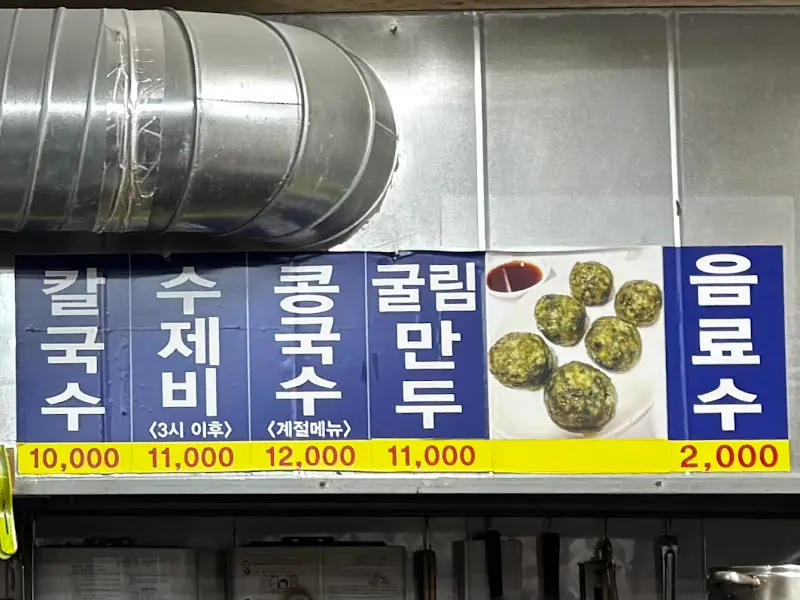 칼국수
10,000
수제비
<3시 이후>
11,000
콩국수
<계절메뉴>
12,000
굴림만두
11,000
음료수
2,000